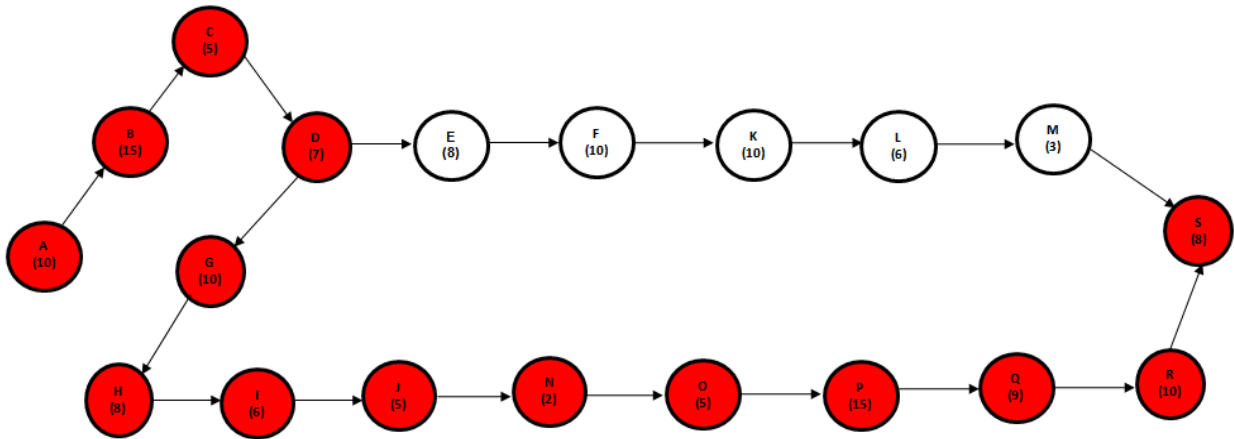 C
(5)
B
(15)
D
(7)
E
(8)
F
(10)
K
(10)
L
(6)
M
(3)
A
(10)
G
(10)
S
(8)
H
(8)
I
(6)
J
(5)
N
(2)
O
(5)
P
(15)
Q
(9)
R
(10)